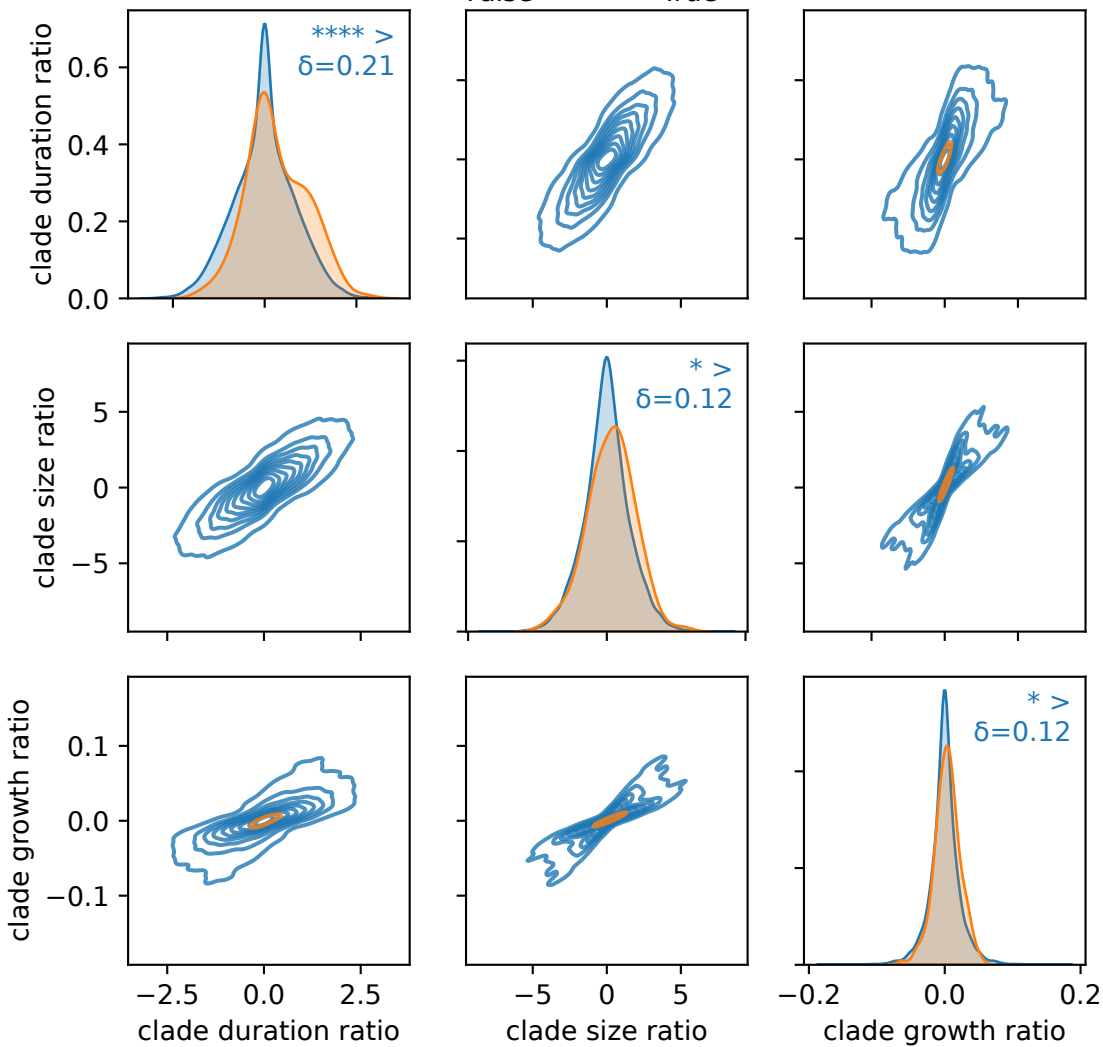 **** >
δ=0.21
clade duration ratio
0.6
0.4
0.2
0.0
* >
δ=0.12
clade size ratio
5
0
−5
* >
δ=0.12
clade growth ratio
0.1
0.0
−0.1
−2.5 0.0 2.5
−5 0 5
−0.2 0.0 0.2
clade duration ratio
clade size ratio
clade growth ratio